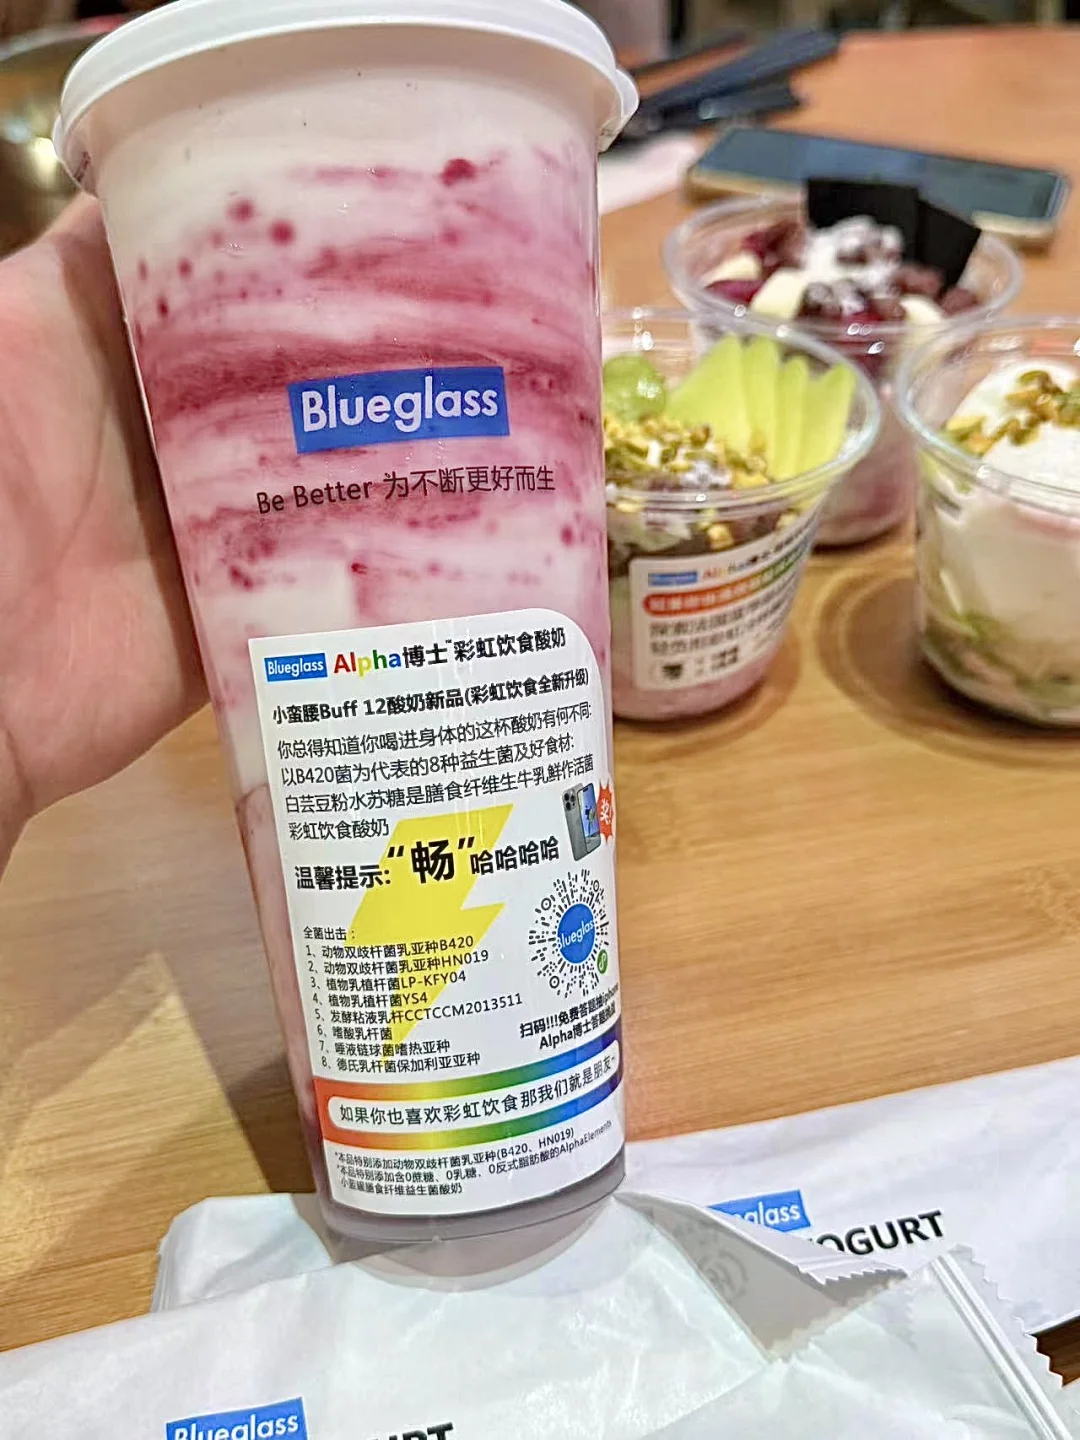 Blueglass
Be Better 为不断更好而生
Blueglass Alpha博士™彩虹饮食酸奶
小蛮腰Buff 12酸奶新品(彩虹饮食全新升级)
你总得知道你喝进身体的这杯酸奶有何不同:
以B420菌为代表的8种益生菌及好食材:
白芸豆粉水苏糖是膳食纤维生牛乳鲜作活菌
彩虹饮食酸奶
温馨提示:“畅”哈哈哈哈
奖!
全菌出击:
1、动物双歧杆菌乳亚种B420
2、动物双歧杆菌乳亚种HN019
3、植物乳植杆菌LP-KFY04
4、植物乳植杆菌YS4
5、发酵粘液乳杆CCTCCM2013511
6、嗜酸乳杆菌
7、唾液链球菌嗜热亚种
8、德氏乳杆菌保加利亚亚种
Blueglass
扫码!!!免费答题抽iphone
Alpha博士答题挑战
如果你也喜欢彩虹饮食那我们就是朋友~
*本品特别添加动物双歧杆菌乳亚种(B420、HN019)
*本品特别添加含0蔗糖、0乳糖、0反式脂肪酸的AlphaElements
小蛮腰膳食纤维益生菌酸奶
Blueglass
YOGURT
Blueglass